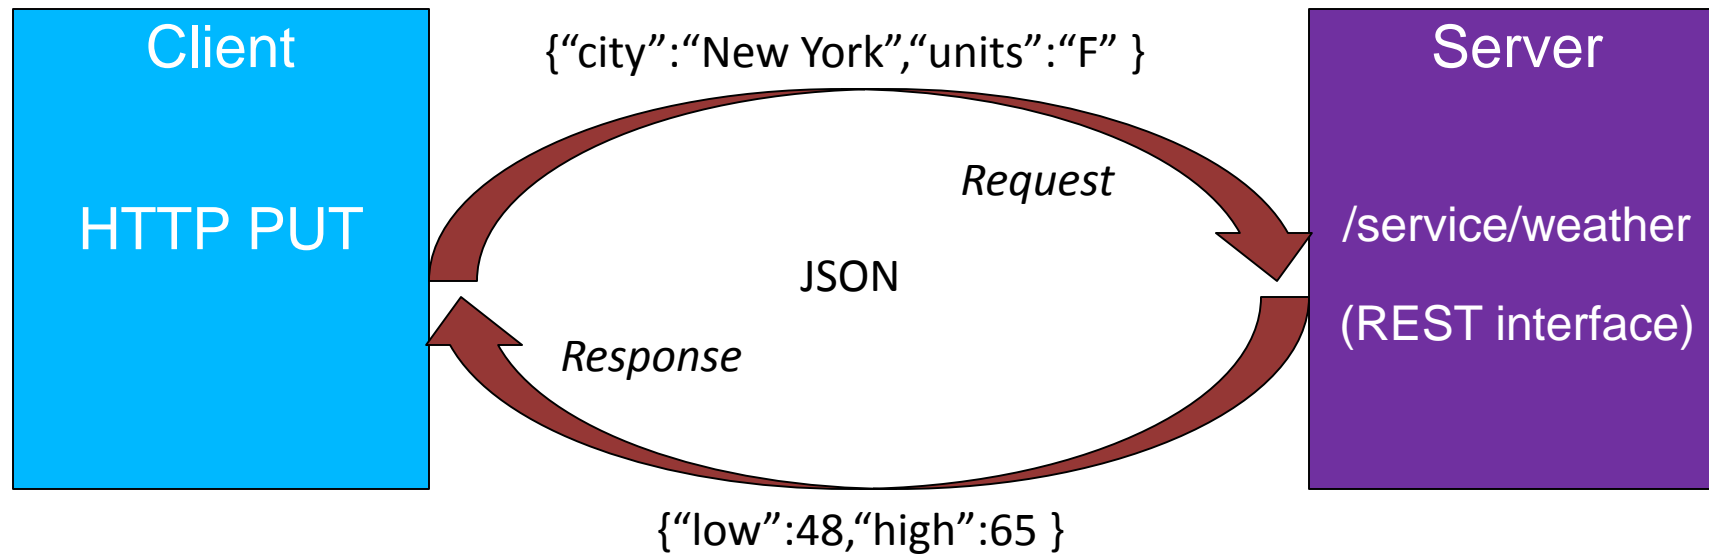 Client
HTTP PUT
{“city”:“New York”,“units”:“F” }
Request
JSON
Response
{“low”:48,“high”:65 }
Server
/service/weather
(REST interface)